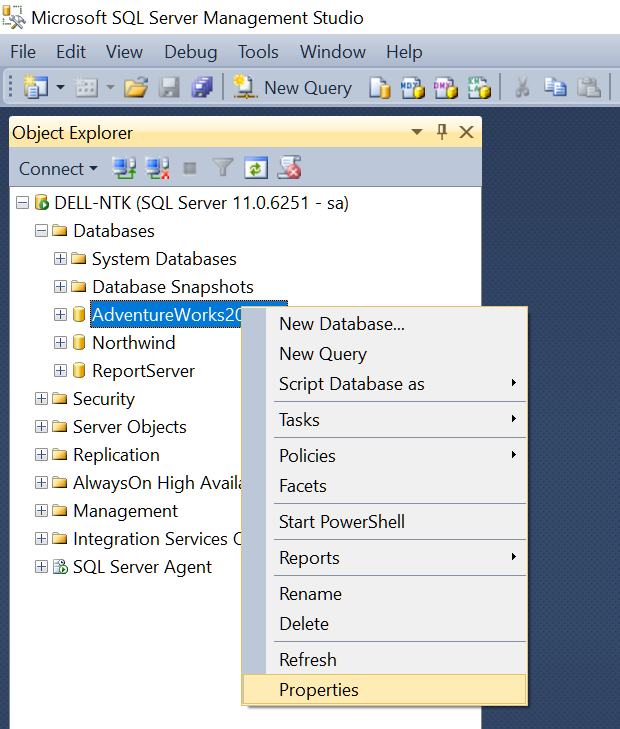 Microsoft SQL Server Management Studio
File Edit View Debug Tools Window Help
New Query
Object Explorer
Connect
DELL-NTK (SQL Server 11.0.6251 - sa)
Databases
System Databases
Database Snapshots
AdventureWorks20
Northwind
ReportServer
Security
Server Objects
Replication
AlwaysOn High Availa
Management
Integration Services C
SQL Server Agent
New Database...
New Query
Script Database as
Tasks
Policies
Facets
Start PowerShell
Reports
Rename
Delete
Refresh
Properties